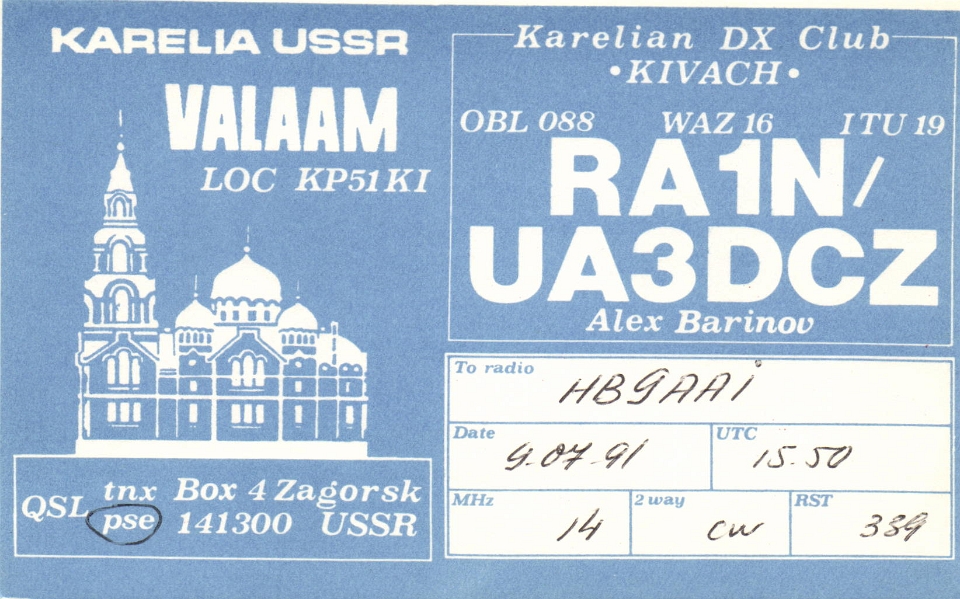 KARELIA USSR
VALAAM
LOC KP51KI
Karelian DX Club
•KIVACH•
OBL 088 WAZ 16 ITU 19
RA1N/
UA3DCZ
Alex Barinov
To radio HB9AAI
Date 9.07.91 UTC 15.50
MHz 14 2 way CW RST 339
QSL tnx Box 4 Zagorsk
pse 141300 USSR